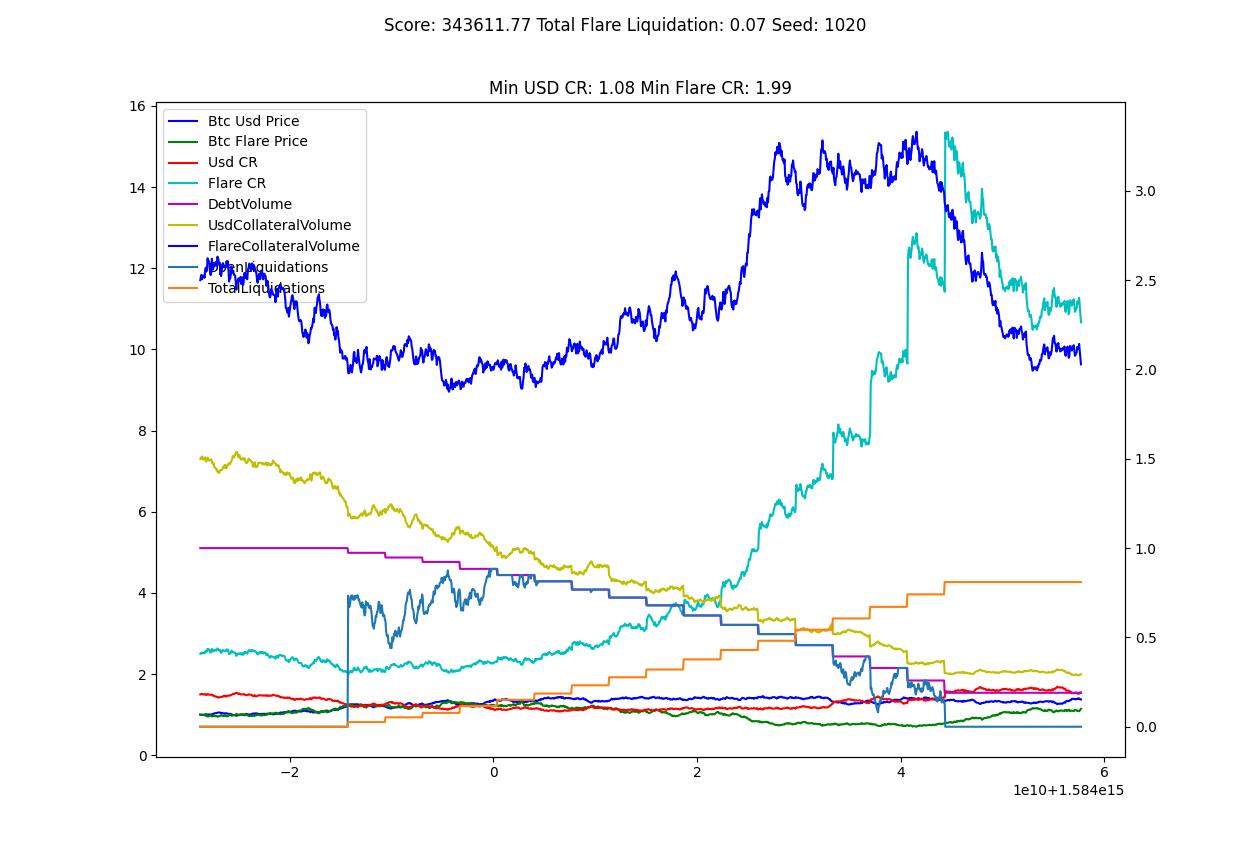 Score: 343611.77 Total Flare Liquidation: 0.07 Seed: 1020
Min USD CR: 1.08 Min Flare CR: 1.99
Btc Usd Price
Btc Flare Price
Usd CR
Flare CR
DebtVolume
UsdCollateralVolume
FlareCollateralVolume
OpenLiquidations
TotalLiquidations
16
14
12
10
8
6
4
2
0
3.0
2.5
2.0
1.5
1.0
0.5
0.0
−2
0
2
4
6
1e10+1.584e15